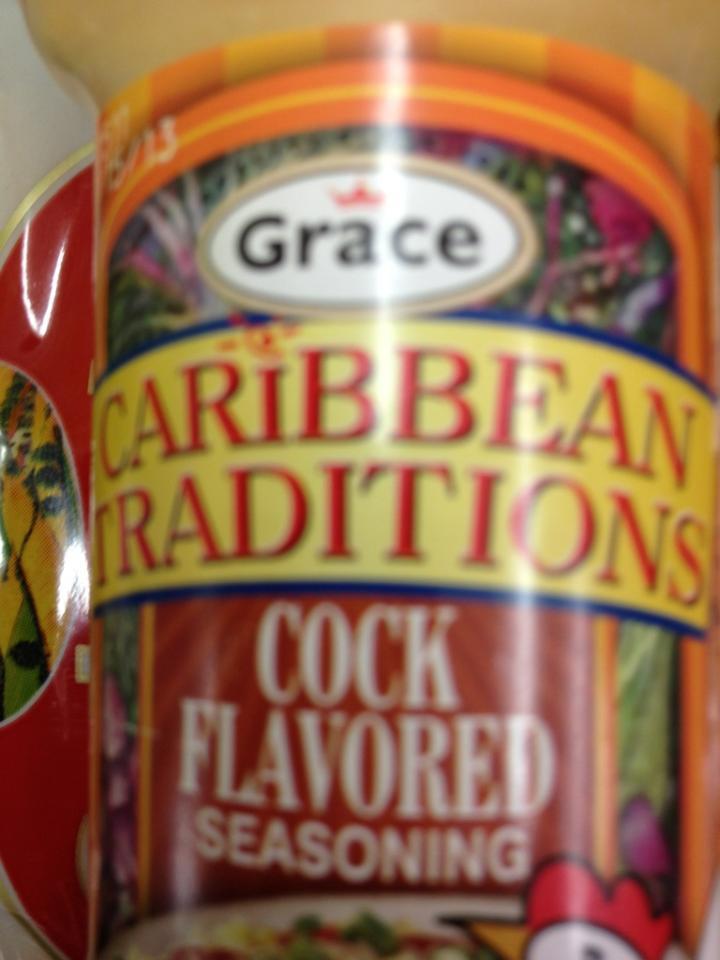 Grace
CARIBBEAN
TRADITIONS
COCK
FLAVORED
SEASONING